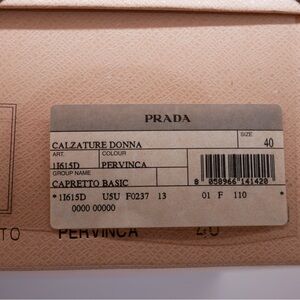 PRADA
SIZE
CALZATURE DONNA 40
ART. COLOUR
1I615D PERVINCA
GROUP NAME
CAPRETTO BASIC
8 058966 141420
* 1I615D U5U F0237 13 01 F 110 *
0000 00000
TO PERVINCA 40